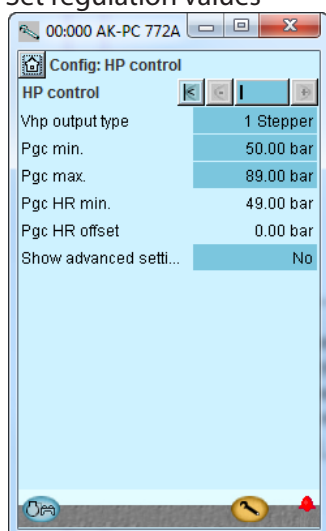 Set regulation values
00:000 AK-PC 772A
Config: HP control
HP control
Vhp output type 1 Stepper
Pgc min. 50.00 bar
Pgc max. 89.00 bar
Pgc HR min. 49.00 bar
Pgc HR offset 0.00 bar
Show advanced setti... No